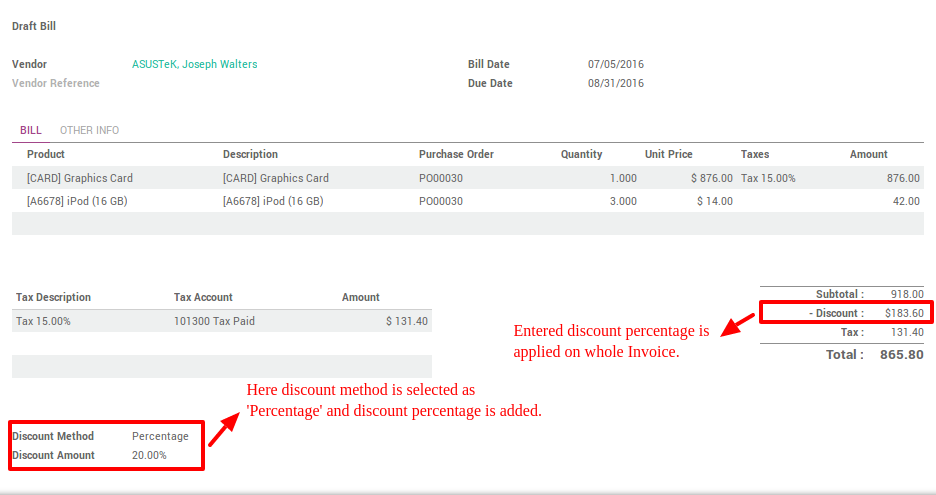 Draft Bill
Vendor ASUSTeK, Joseph Walters Bill Date 07/05/2016
Vendor Reference Due Date 08/31/2016
BILL OTHER INFO
Product Description Purchase Order Quantity Unit Price Taxes Amount
[CARD] Graphics Card [CARD] Graphics Card PO00030 1.000 $ 876.00 Tax 15.00% 876.00
[A6678] iPod (16 GB) [A6678] iPod (16 GB) PO00030 3.000 $ 14.00 42.00
Tax Description Tax Account Amount
Tax 15.00% 101300 Tax Paid $ 131.40
Subtotal : 918.00
- Discount : $183.60
Tax : 131.40
Total : 865.80
Entered discount percentage is
applied on whole Invoice.
Here discount method is selected as
'Percentage' and discount percentage is added.
Discount Method Percentage
Discount Amount 20.00%